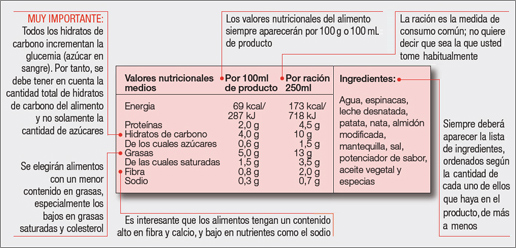 MUY IMPORTANTE:
Todos los hidratos de
carbono incrementan la
glucemia (azúcar en
sangre). Por tanto, se
debe tener en cuenta la
cantidad total de hidratos
de carbono del alimento
y no solamente la
cantidad de azúcares
Se elegirán alimentos
con un menor
contenido en grasas,
especialmente los
bajos en grasas
saturadas y colesterol
Los valores nutricionales del alimento
siempre aparecerán por 100 g o 100 mL
de producto
La ración es la medida de
consumo común; no quiere
decir que sea la que usted
tome habitualmente
Valores nutricionales medios Por 100ml de producto Por ración 250ml
Energia 69 kcal/ 173 kcal/
287 kJ 718 kJ
Proteínas 2,0 g 4,5 g
Hidratos de carbono 4,0 g 10 g
De los cuales azúcares 0,6 g 1,5 g
Grasas 5,0 g 13 g
De las cuales saturadas 1,5 g 3,5 g
Fibra 0,8 g 2,0 g
Sodio 0,3 g 0,7 g
Ingredientes:
Agua, espinacas,
leche desnatada,
patata, nata, almidón
modificada,
mantequilla, sal,
potenciador de sabor,
aceite vegetal y
especias
Siempre deberá
aparecer la lista
de ingredientes,
ordenados según
la cantidad de
cada uno de ellos
que haya en el
producto, de más
a menos
Es interesante que los alimentos tengan un contenido
alto en fibra y calcio, y bajo en nutrientes como el sodio